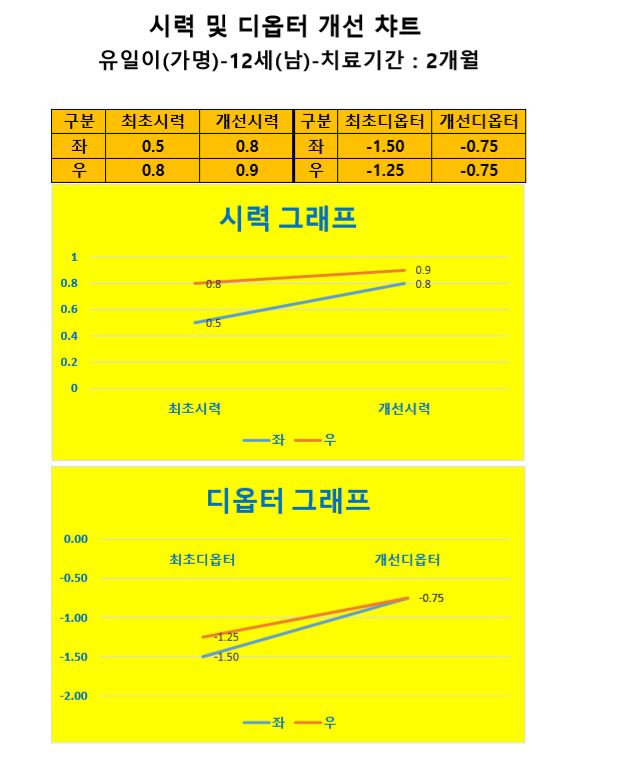 시력 및 디옵터 개선 챠트
유일이(가명)-12세(남)-치료기간 : 2개월
구분 최초시력 개선시력 구분 최초디옵터 개선디옵터
좌 0.5 0.8 좌 -1.50 -0.75
우 0.8 0.9 우 -1.25 -0.75
시력 그래프
1
0.8
0.6
0.4
0.2
0
0.8
0.9
0.8
0.5
최초시력 개선시력
좌 우
디옵터 그래프
0.00
-0.50
-1.00
-1.50
-2.00
최초디옵터 개선디옵터
-0.75
-1.25
-1.50
좌 우